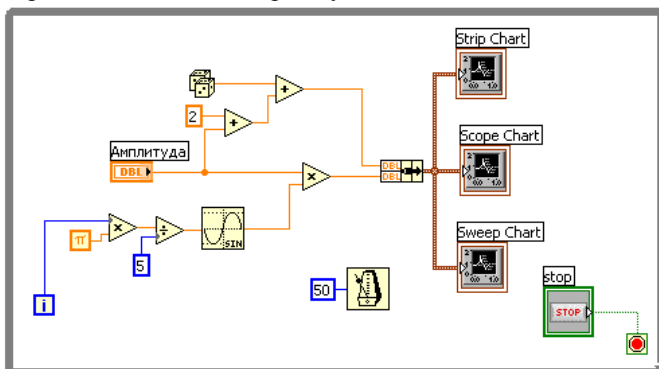 Strip Chart
2
Scope Chart
Амплитуда
DBL
DBL
DBL
π
SIN
Sweep Chart
5
50
i
stop
STOP